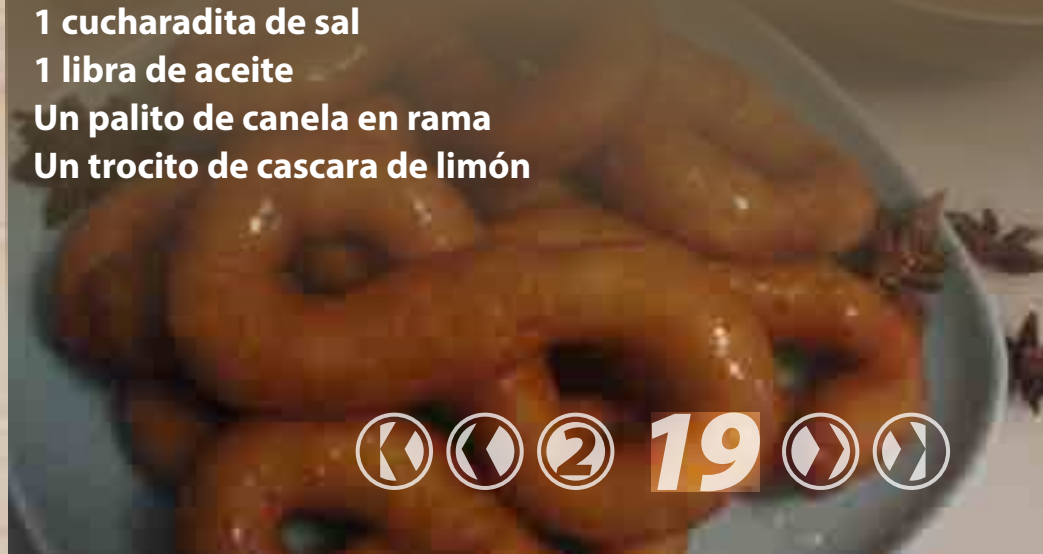 1 cucharadita de sal
1 libra de aceite
Un palito de canela en rama
Un trocito de cascara de limón
2 19